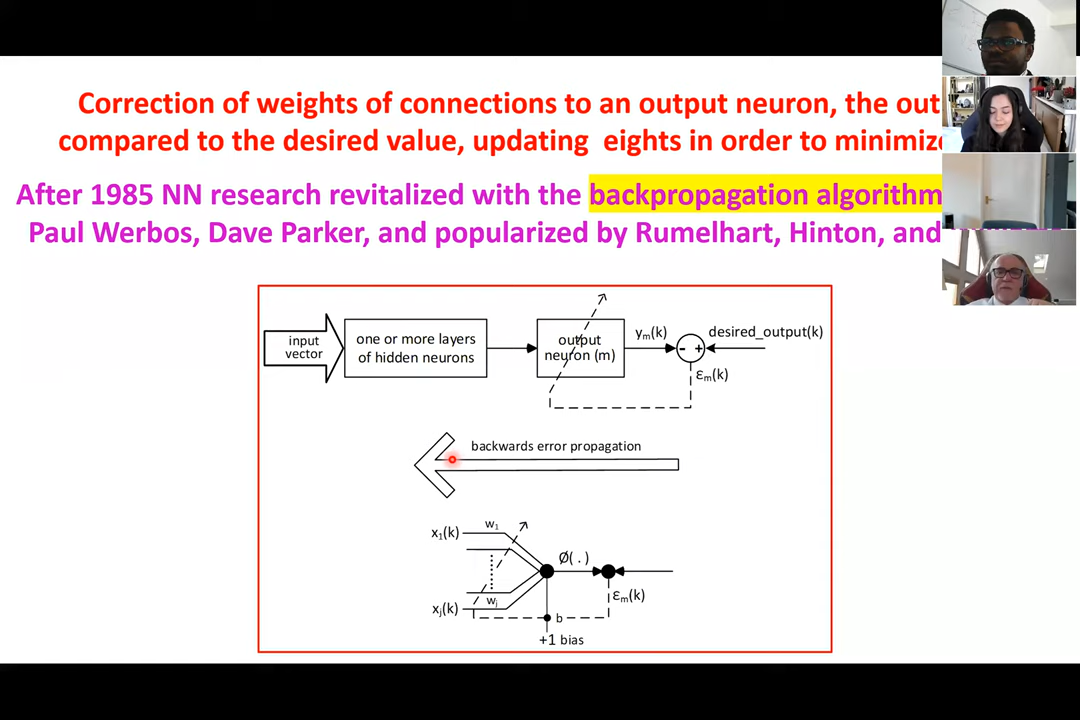 Correction of weights of connections to an output neuron, the out
compared to the desired value, updating eights in order to minimize
After 1985 NN research revitalized with the backpropagation algorithm
Paul Werbos, Dave Parker, and popularized by Rumelhart, Hinton, and
input
vector
one or more layers
of hidden neurons
output
neuron (m)
yₘ(k)
- +
desired_output(k)
εₘ(k)
backwards error propagation
x₁(k)
w₁
Ø( . )
xⱼ(k)
wⱼ
εₘ(k)
b
+1 bias